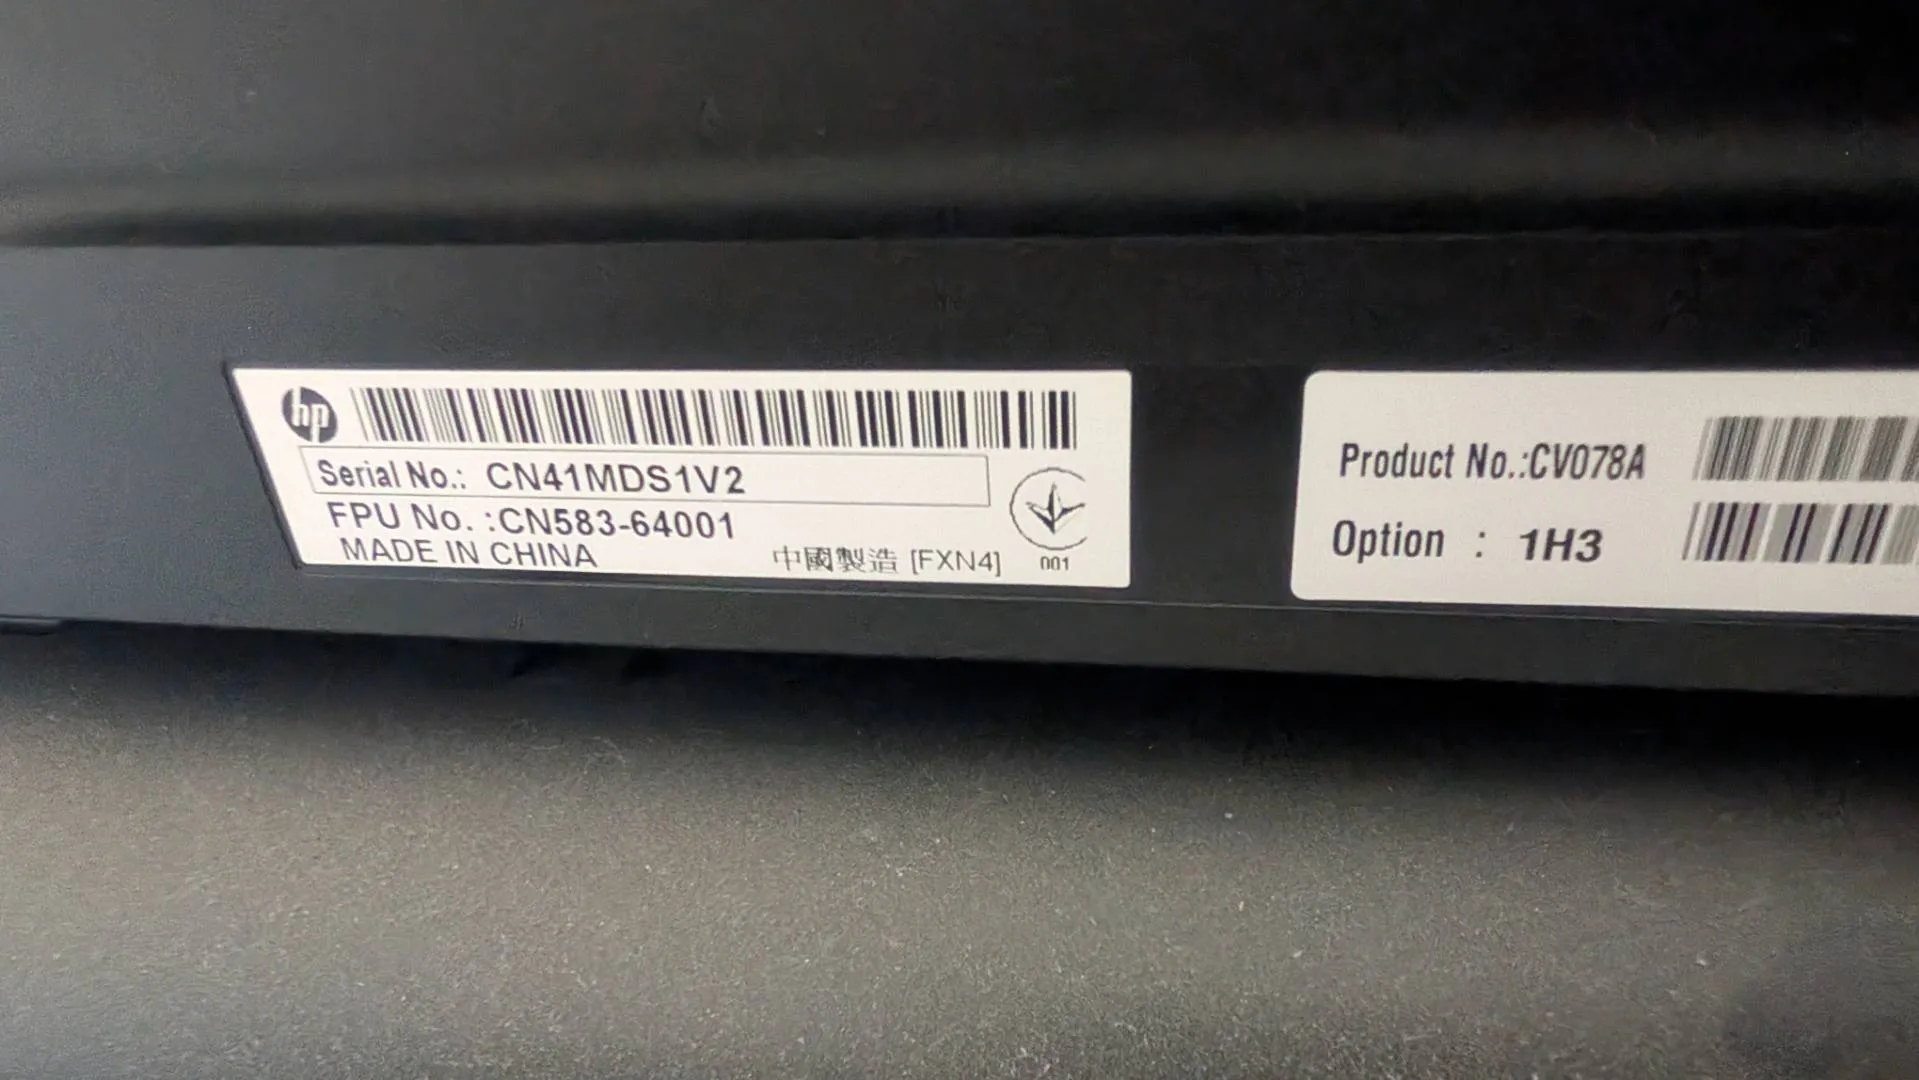 hp
Serial No.: CN41MDS1V2
FPU No. :CN583-64001
MADE IN CHINA
中國製造 [FXN4]
001
Product No.:CV078A
Option : 1H3